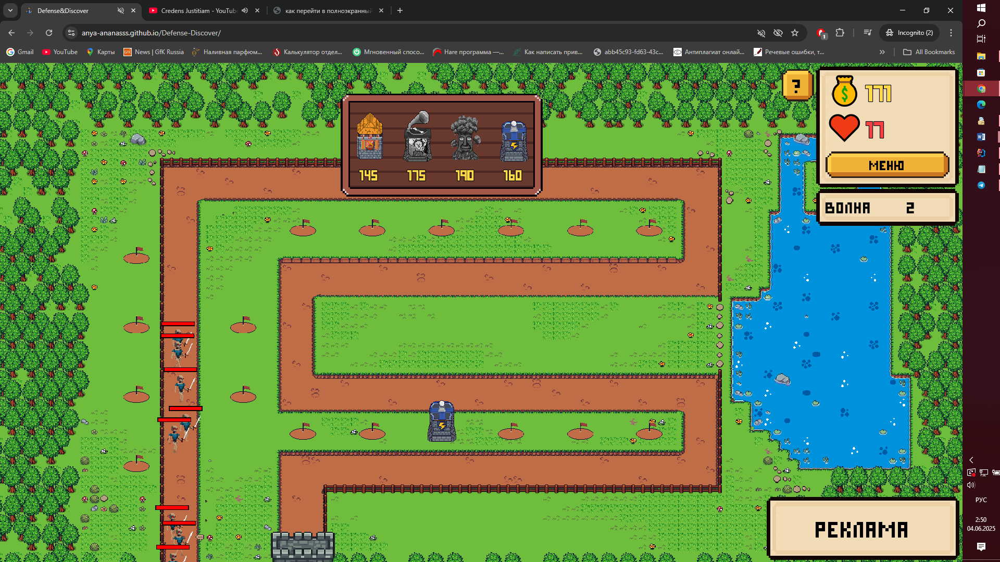 Defense&Discover
Credens Justitiam - YouTube
как перейти в полноэкранный
anya-ananasss.github.io/Defense-Discover/
Incognito (2)
1
Gmail
YouTube
Карты
News | GfK Russia
Наливная парфюм...
Калькулятор отдел...
Мгновенный спосо...
Hare программа —...
Как написать прив...
abb45c93-fd63-43c...
Антиплагиат онлай...
Речевые ошибки, т...
All Bookmarks
?
171
17
МЕНЮ
145
175
190
160
ВОЛНА 2
РЕКЛАМА
РУС
2:50
04.06.2025